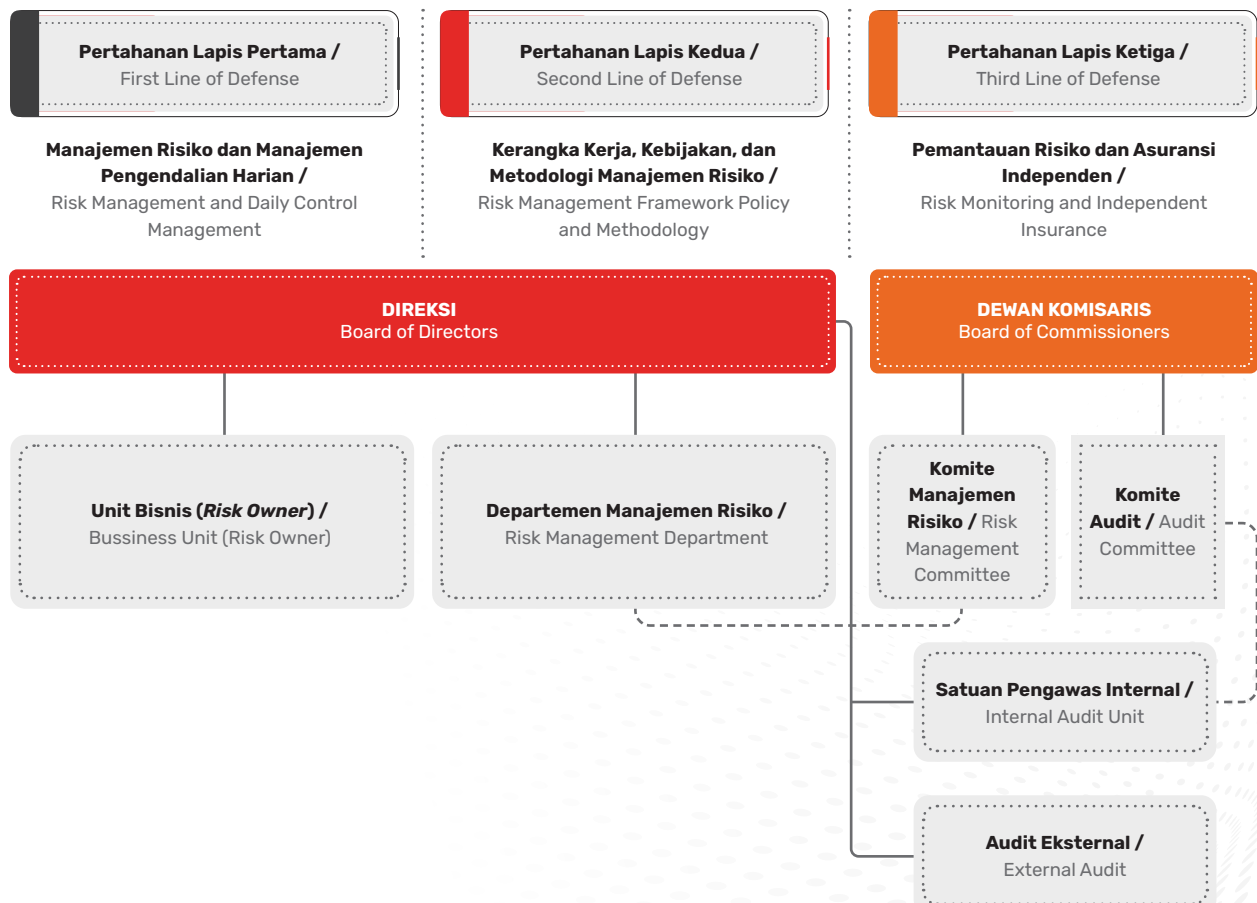 Pertahanan Lapis Pertama /
First Line of Defense
Pertahanan Lapis Kedua /
Second Line of Defense
Pertahanan Lapis Ketiga /
Third Line of Defense
Manajemen Risiko dan Manajemen
Pengendalian Harian /
Risk Management and Daily Control
Management
Kerangka Kerja, Kebijakan, dan
Metodologi Manajemen Risiko /
Risk Management Framework Policy
and Methodology
Pemantauan Risiko dan Asuransi
Independen /
Risk Monitoring and Independent
Insurance
DIREKSI
Board of Directors
DEWAN KOMISARIS
Board of Commissioners
Unit Bisnis (Risk Owner) /
Bussiness Unit (Risk Owner)
Departemen Manajemen Risiko /
Risk Management Department
Komite
Manajemen
Risiko / Risk
Management
Committee
Komite
Audit / Audit
Committee
Satuan Pengawas Internal /
Internal Audit Unit
Audit Eksternal /
External Audit